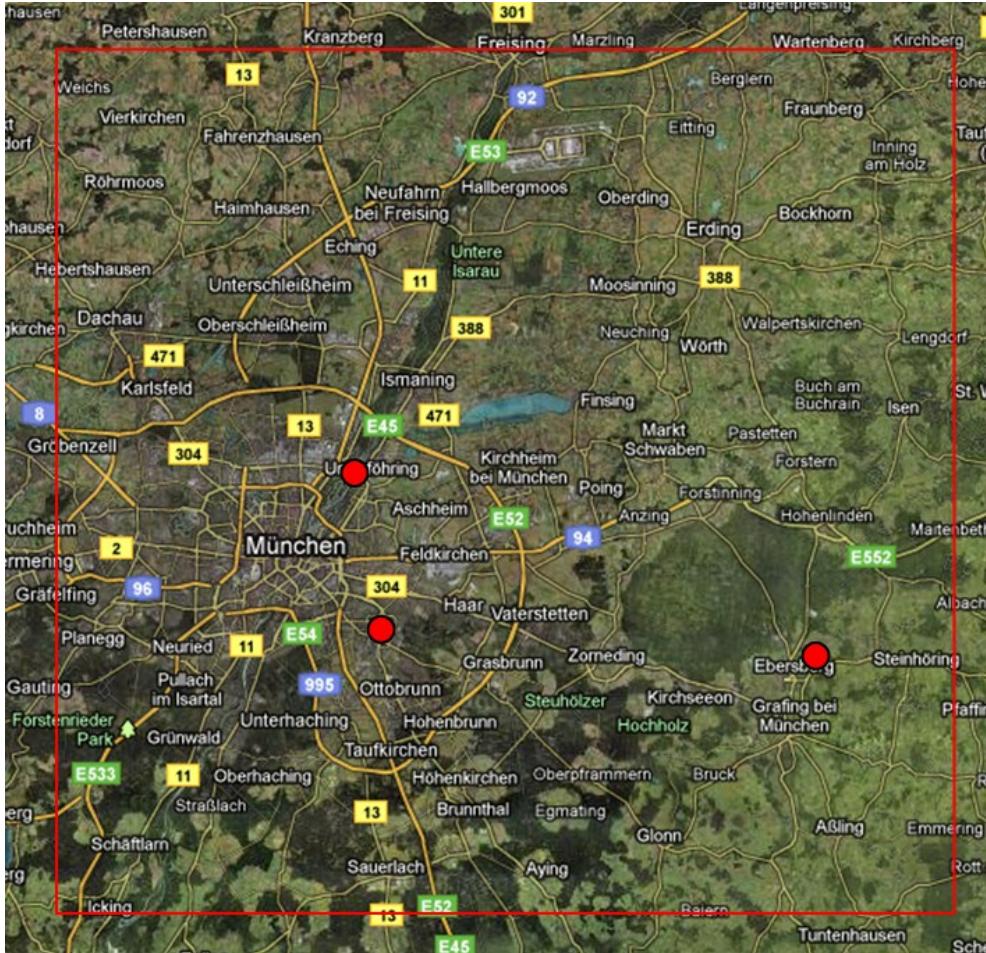 301
Langenpreising
Petershausen
Kranzberg
Freising
Marzling
Wartenberg
Kirchberg
13
Weichs
92
Berglern
Vierkirchen
Fraunberg
Fahrenzhausen
Eitting
E53
Inning
am Holz
Röhrmoos
Neufahrn
bei Freising
Hallbergmoos
Oberding
Haimhausen
Bockhorn
Erding
Eching
Untere
Isarau
Hebertshausen
11
388
Unterschleißheim
Moosinning
Dachau
Oberschleißheim
388
Neuching
Walpertskirchen
Lengdorf
Wörth
471
Karlsfeld
Ismaning
Buch am
Buchrain
St. W
8
Finsing
Isen
13
E45
471
Gröbenzell
304
Markt
Schwaben
Pastetten
Kirchheim
bei München
Forstern
Poing
Forstinning
Aschheim
E52
Anzing
Hohenlinden
2
München
94
Feldkirchen
E552
96
304
Gräfelfing
Haar
Vaterstetten
Planegg
Neuried
11
E54
Grasbrunn
Zorneding
Steinhöring
Gauting
Pullach
im Isartal
995
Ottobrunn
Steuhölzer
Kirchseeon
Grafing bei
München
Forstenrieder
Park
Unterhaching
Hohenbrunn
Hochholz
Grünwald
Taufkirchen
E533
11
Oberhaching
Höhenkirchen
Oberpframmern
Bruck
Straßlach
13
Brunnthal
Egmating
Aßling
Emmering
Glonn
Schäftlarn
Sauerlach
Aying
Rott
Icking
13
E52
Baiern
Tuntenhausen
E45